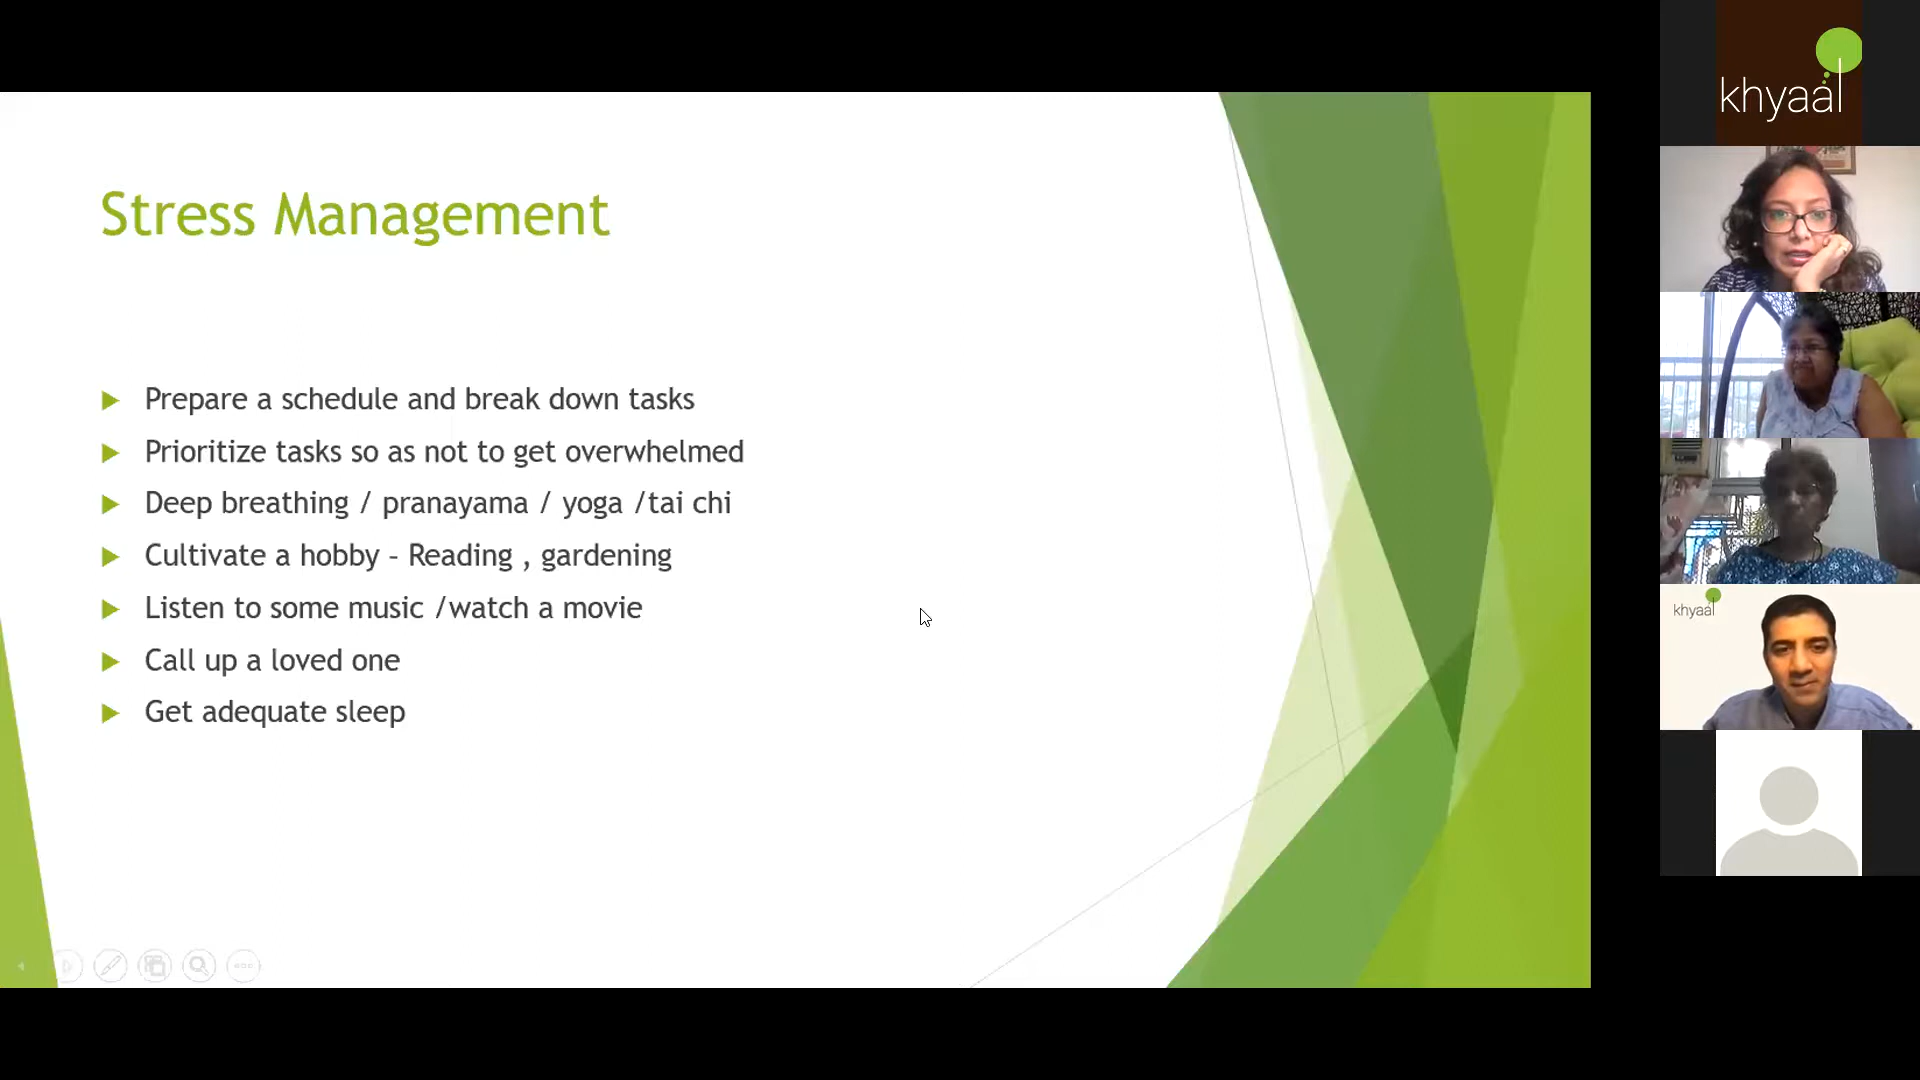 Stress Management
Prepare a schedule and break down tasks
Prioritize tasks so as not to get overwhelmed
Deep breathing / pranayama / yoga /tai chi
Cultivate a hobby – Reading , gardening
Listen to some music /watch a movie
Call up a loved one
Get adequate sleep
khyaal
khyaal